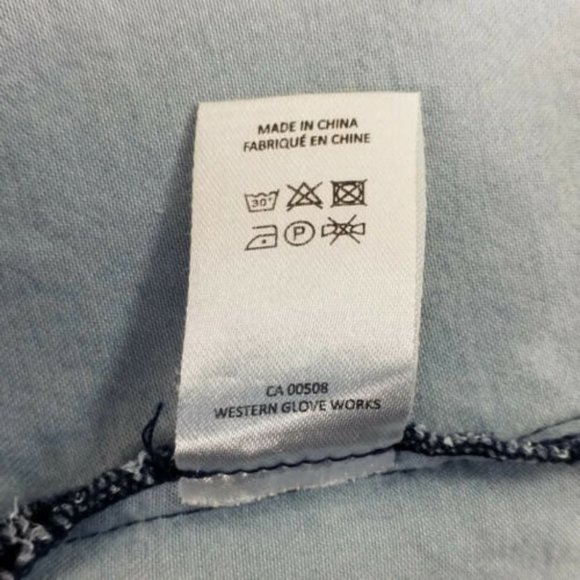 MADE IN CHINA
FABRIQUÉ EN CHINE
30°
P
CA 00508
WESTERN GLOVE WORKS